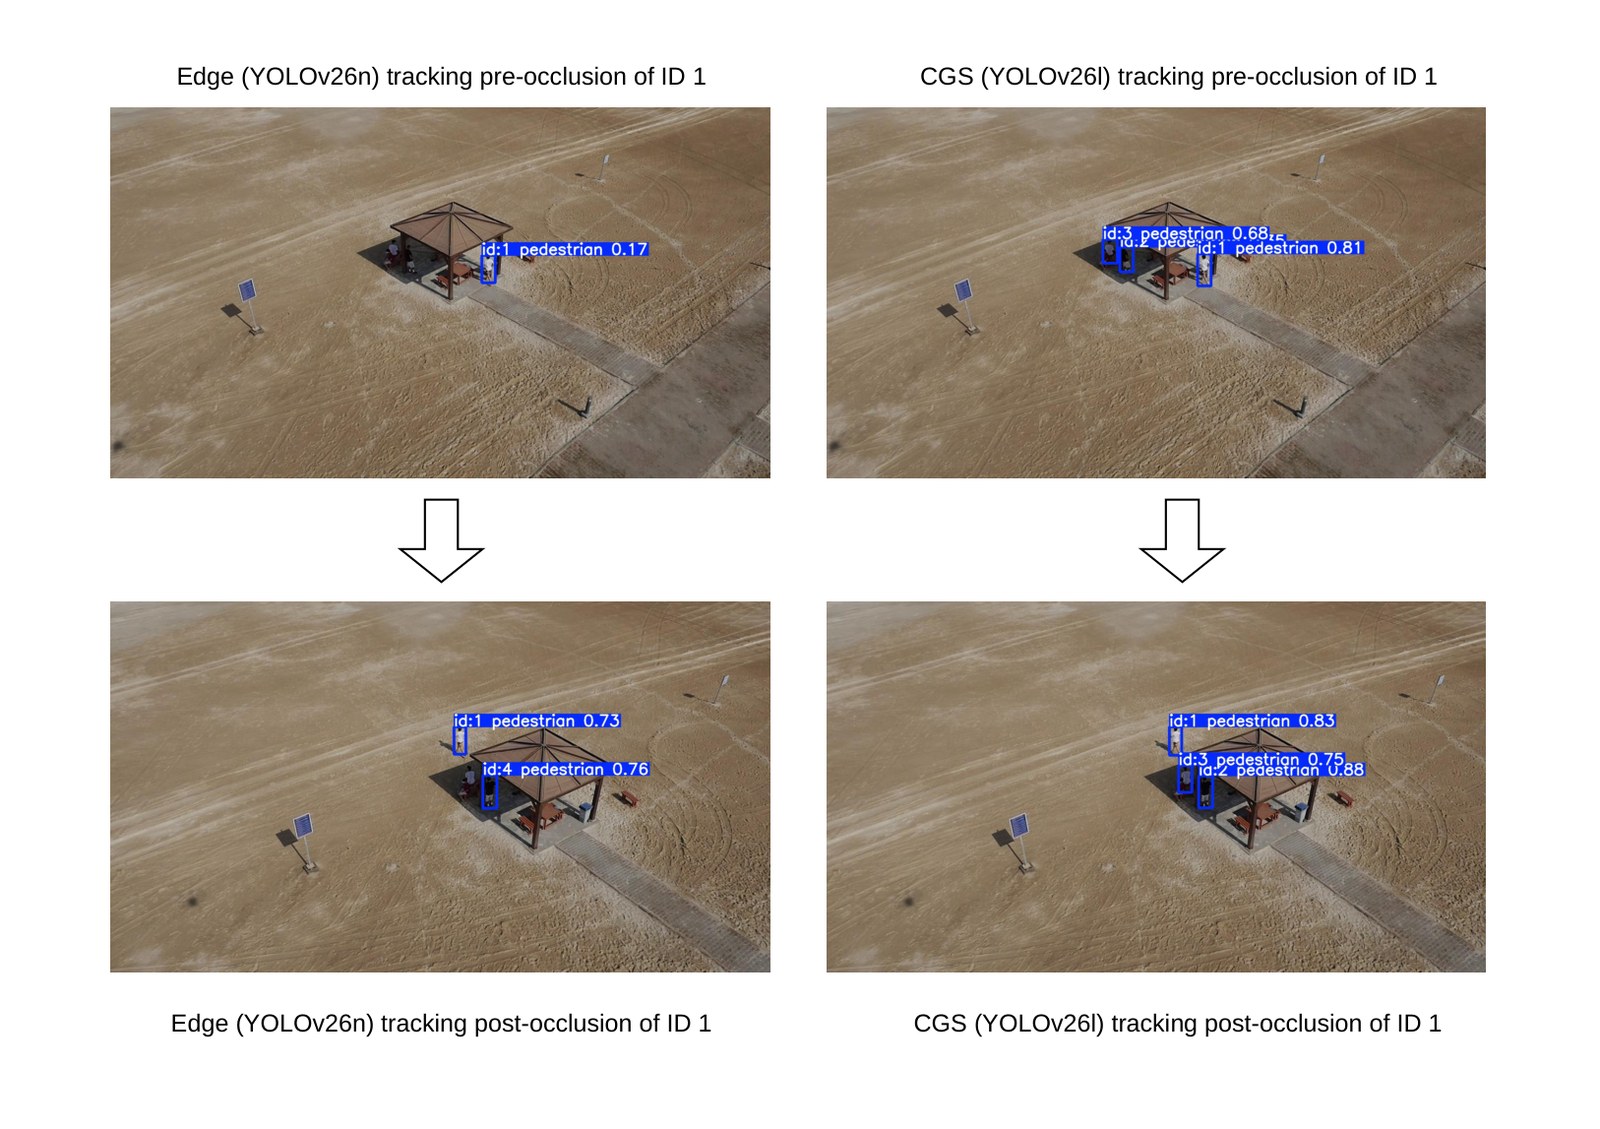 Edge (YOLOv26n) tracking pre-occlusion of ID 1
CGS (YOLOv26l) tracking pre-occlusion of ID 1
id:1 pedestrian 0.17
id:3 pedestrian 0.68
id:2
id:1 pedestrian 0.81
id:1 pedestrian 0.73
id:4 pedestrian 0.76
id:1 pedestrian 0.83
id:3 pedestrian 0.75
id:2 pedestrian 0.88
Edge (YOLOv26n) tracking post-occlusion of ID 1
CGS (YOLOv26l) tracking post-occlusion of ID 1